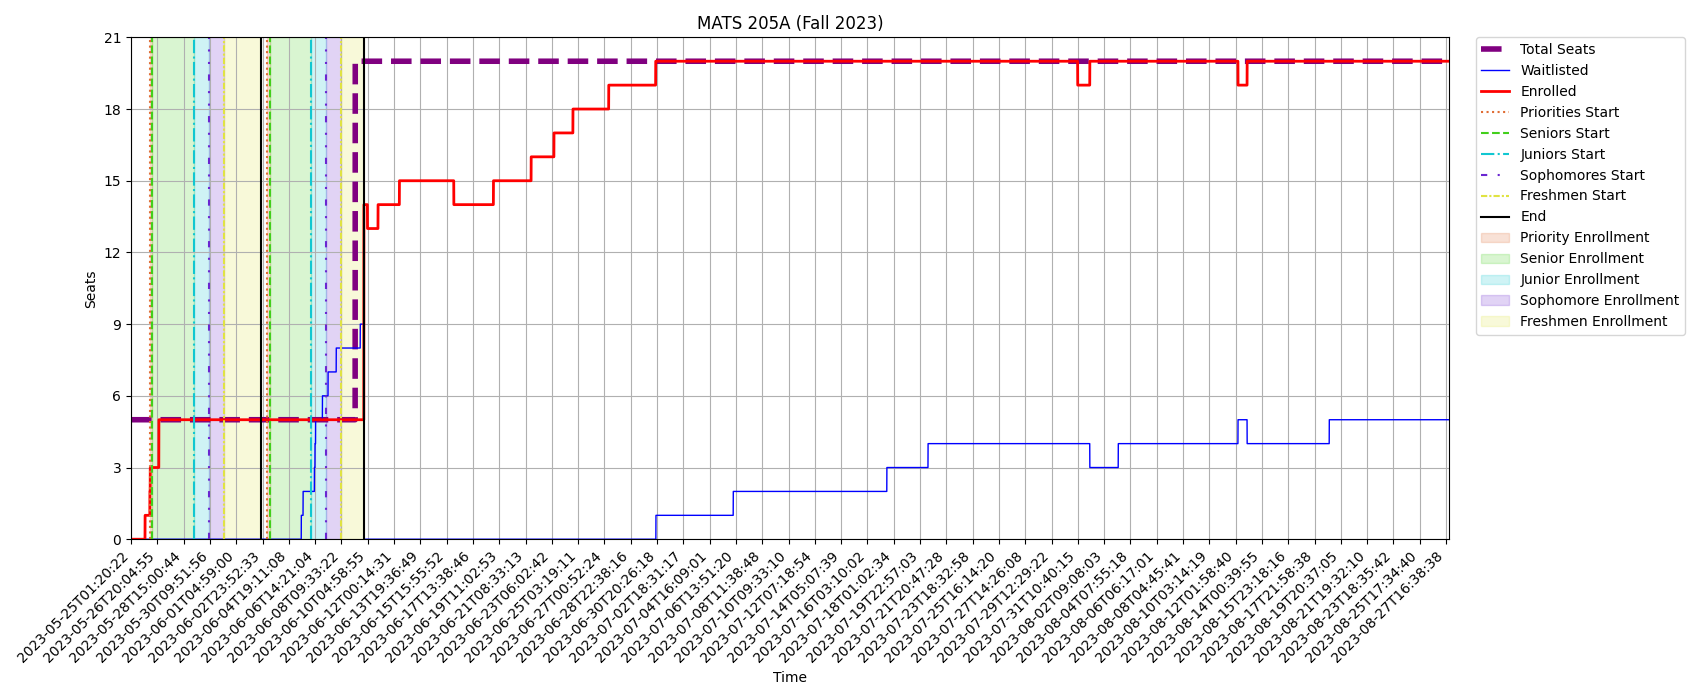 MATS 205A (Fall 2023)
21
18
15
12
9
6
3
0
Seats
2023-05-25T01:20:22
2023-05-26T20:04:55
2023-05-28T15:00:44
2023-05-30T09:51:56
2023-06-01T04:59:00
2023-06-02T23:52:33
2023-06-04T19:11:08
2023-06-06T14:21:04
2023-06-08T09:33:22
2023-06-10T04:58:55
2023-06-12T00:14:31
2023-06-13T19:36:49
2023-06-15T15:55:52
2023-06-17T13:38:46
2023-06-19T11:02:53
2023-06-21T08:33:13
2023-06-23T06:02:42
2023-06-25T03:19:11
2023-06-27T00:52:24
2023-06-28T22:38:16
2023-06-30T20:26:18
2023-07-02T18:31:17
2023-07-04T16:09:01
2023-07-06T13:51:20
2023-07-08T11:38:48
2023-07-10T09:33:10
2023-07-12T07:18:54
2023-07-14T05:07:39
2023-07-16T03:10:02
2023-07-18T01:02:34
2023-07-19T22:57:03
2023-07-21T20:47:28
2023-07-23T18:32:58
2023-07-25T16:14:20
2023-07-27T14:26:08
2023-07-29T12:29:22
2023-07-31T10:40:15
2023-08-02T09:08:03
2023-08-04T07:55:18
2023-08-06T06:17:01
2023-08-08T04:45:41
2023-08-10T03:14:19
2023-08-12T01:58:40
2023-08-14T00:39:55
2023-08-15T23:18:16
2023-08-17T21:58:38
2023-08-19T20:37:05
2023-08-21T19:32:10
2023-08-23T18:35:42
2023-08-25T17:34:40
2023-08-27T16:38:38
Time
Total Seats
Waitlisted
Enrolled
Priorities Start
Seniors Start
Juniors Start
Sophomores Start
Freshmen Start
End
Priority Enrollment
Senior Enrollment
Junior Enrollment
Sophomore Enrollment
Freshmen Enrollment